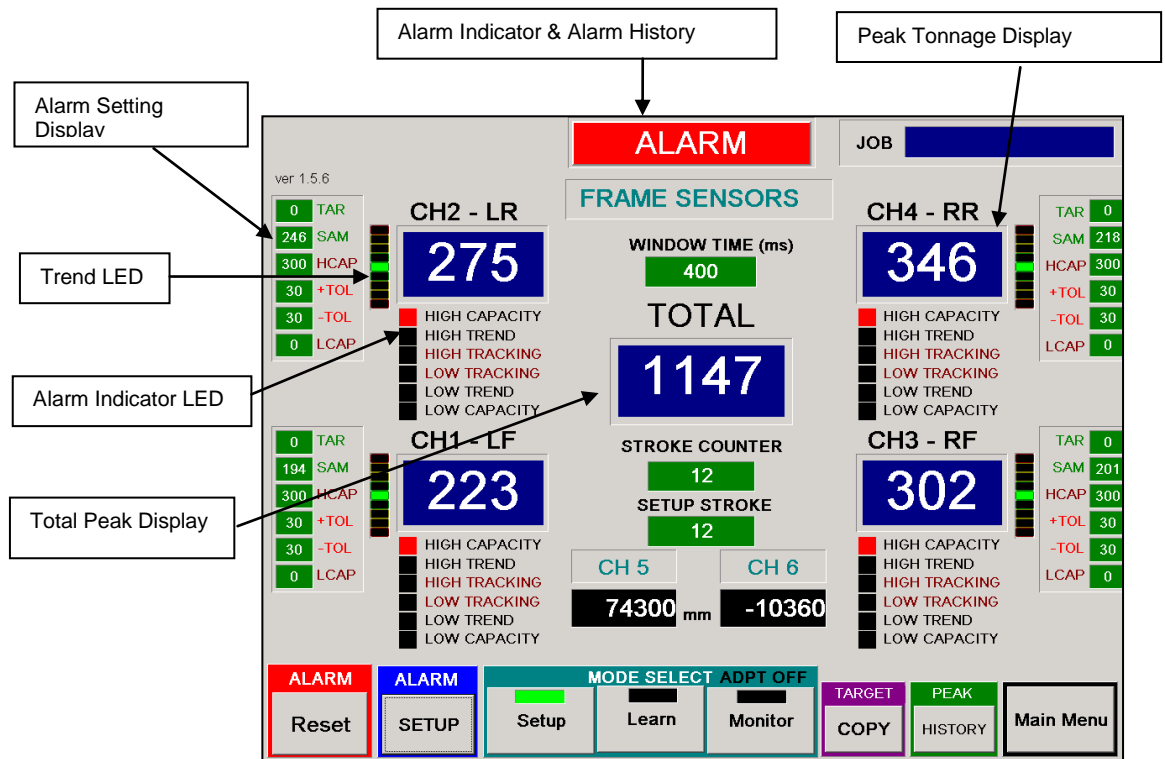 Alarm Indicator & Alarm History
Peak Tonnage Display
Alarm Setting
Display
Trend LED
Alarm Indicator LED
Total Peak Display
ALARM
JOB
ver 1.5.6
FRAME SENSORS
0 TAR
246 SAM
300 HCAP
30 +TOL
30 -TOL
0 LCAP
CH2 - LR
275
HIGH CAPACITY
HIGH TREND
HIGH TRACKING
LOW TRACKING
LOW TREND
LOW CAPACITY
WINDOW TIME (ms)
400
TOTAL
1147
CH4 - RR
346
HIGH CAPACITY
HIGH TREND
HIGH TRACKING
LOW TRACKING
LOW TREND
LOW CAPACITY
TAR 0
SAM 218
HCAP 300
+TOL 30
-TOL 30
LCAP 0
0 TAR
194 SAM
300 HCAP
30 +TOL
30 -TOL
0 LCAP
CH1 - LF
223
HIGH CAPACITY
HIGH TREND
HIGH TRACKING
LOW TRACKING
LOW TREND
LOW CAPACITY
STROKE COUNTER
12
SETUP STROKE
12
CH 5 CH 6
74300 mm -10360
CH3 - RF
302
HIGH CAPACITY
HIGH TREND
HIGH TRACKING
LOW TRACKING
LOW TREND
LOW CAPACITY
TAR 0
SAM 201
HCAP 300
+TOL 30
-TOL 30
LCAP 0
ALARM
Reset
ALARM
SETUP
MODE SELECT ADPT OFF
Setup Learn Monitor
TARGET
COPY
PEAK
HISTORY
Main Menu